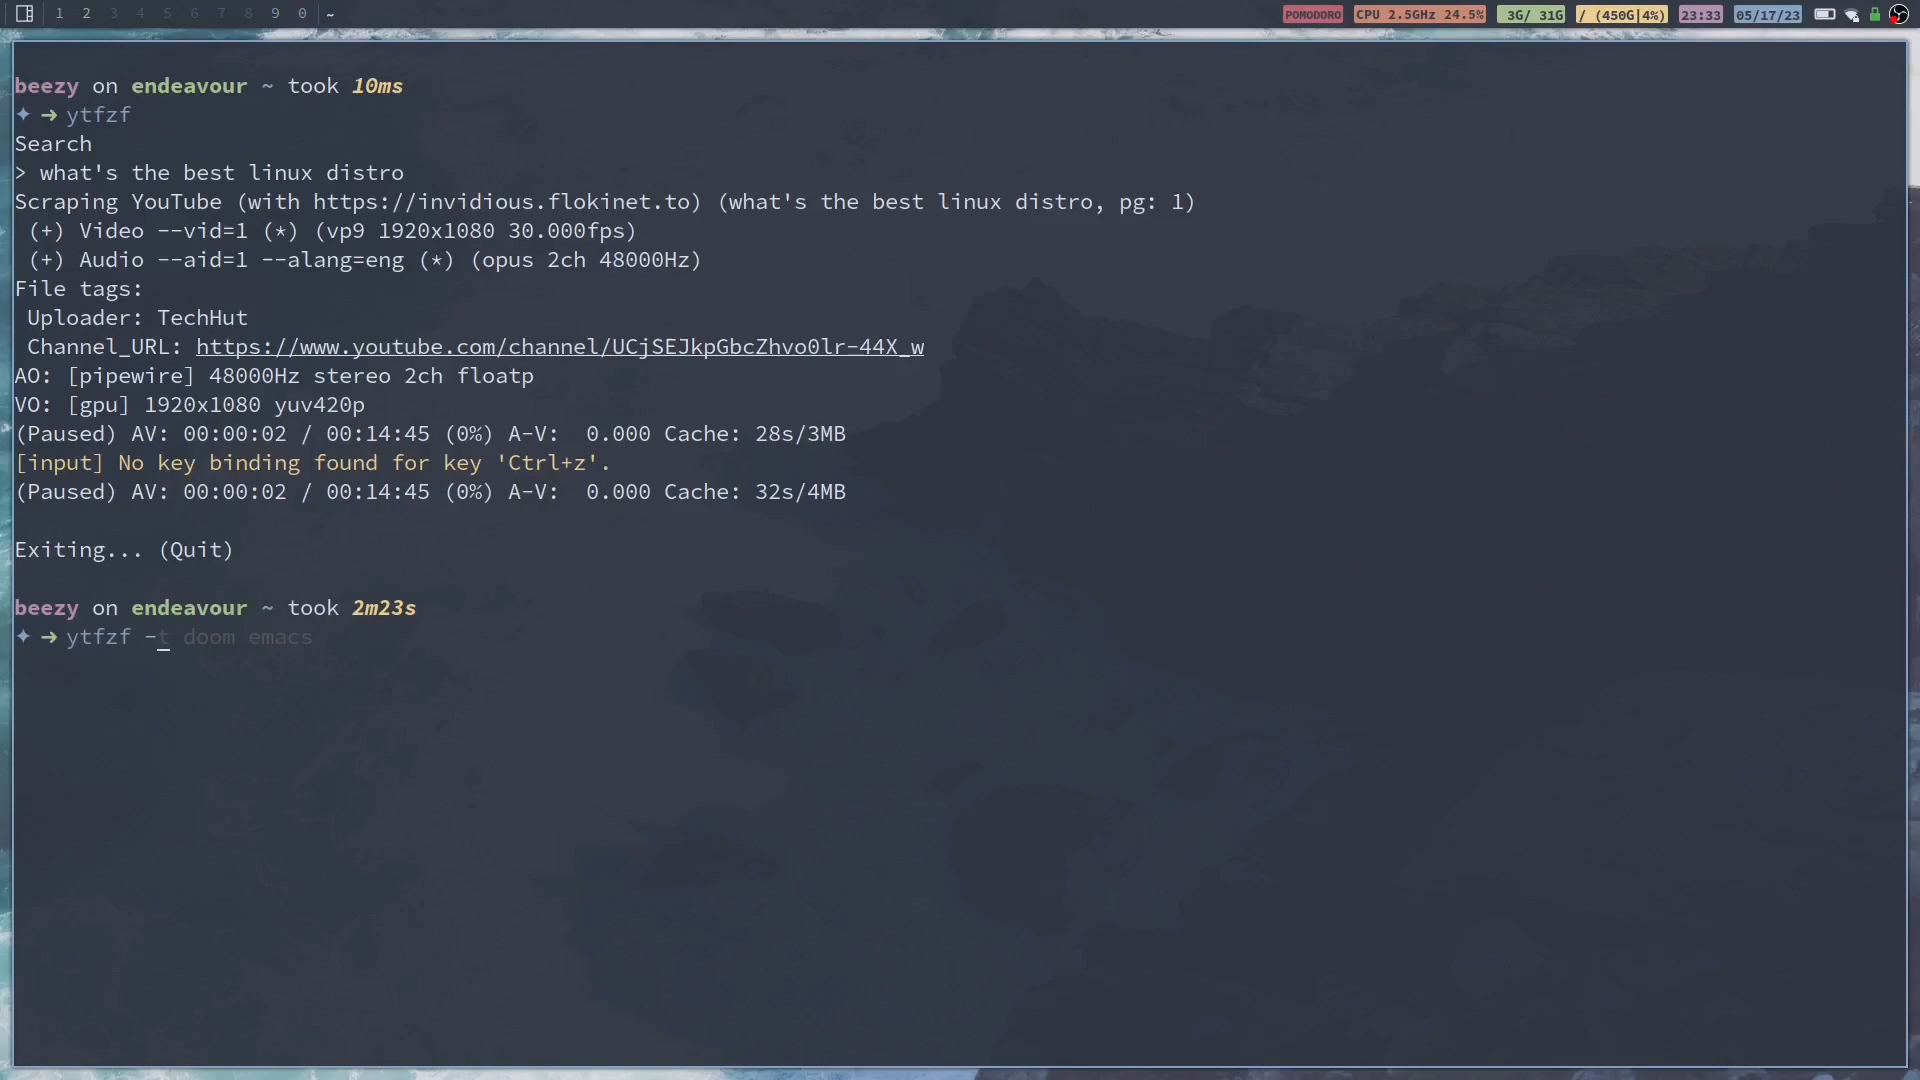 1 2 3 4 5 6 7 8 9 0 ~ POMODORO CPU 2.5GHz 24.5% 3G/ 31G / (450G|4%) 23:33 05/17/23
beezy on endeavour ~ took 10ms
✦ ➜ ytfzf
Search
> what's the best linux distro
Scraping YouTube (with https://invidious.flokinet.to) (what's the best linux distro, pg: 1)
(+) Video --vid=1 (*) (vp9 1920x1080 30.000fps)
(+) Audio --aid=1 --alang=eng (*) (opus 2ch 48000Hz)
File tags:
Uploader: TechHut
Channel_URL: https://www.youtube.com/channel/UCjSEJkpGbcZhvo0lr-44X_w
AO: [pipewire] 48000Hz stereo 2ch floatp
VO: [gpu] 1920x1080 yuv420p
(Paused) AV: 00:00:02 / 00:14:45 (0%) A-V:  0.000 Cache: 28s/3MB
[input] No key binding found for key 'Ctrl+z'.
(Paused) AV: 00:00:02 / 00:14:45 (0%) A-V:  0.000 Cache: 32s/4MB
Exiting... (Quit)
beezy on endeavour ~ took 2m23s
✦ ➜ ytfzf -t doom emacs